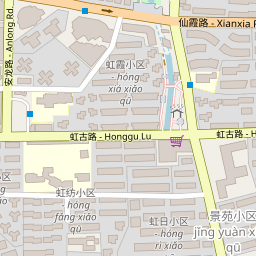 仙霞路 - Xianxia R
安龙路 - Anlong Rd..
虹霞小区
- hóng
xiá xiǎo
qū
虹古路 - Honggu Lu
虹古路 - H
虹纺小区
- hóng
fǎng xiǎo
qū
虹日小区
- hóng
rì xiǎo
景苑小区
jǐng yuàn x
qū